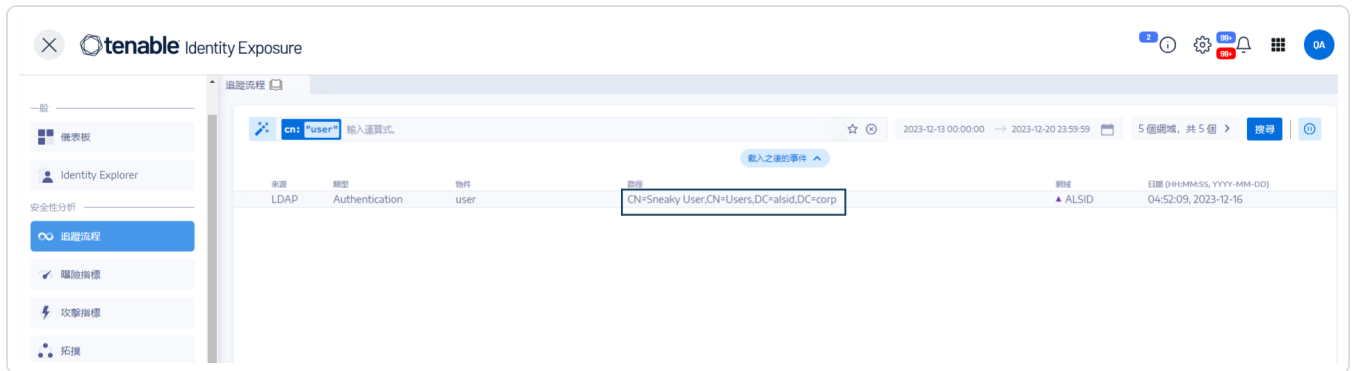 tenable Identity Exposure
2
99+
99+
QA
追蹤流程
一般
儀表板
Identity Explorer
安全性分析
追蹤流程
曝險指標
攻擊指標
拓撲
cn: "user" 輸入運算式。
2023-12-13 00:00:00 → 2023-12-20 23:59:59
5 個網域，共 5 個 >
搜尋
載入之後的事件
來源 類型 物件 路徑 網域 日期 (HH:MM:SS, YYYY-MM-DD)
LDAP Authentication user CN=Sneaky User,CN=Users,DC=alsid,DC=corp ALSID 04:52:09, 2023-12-16